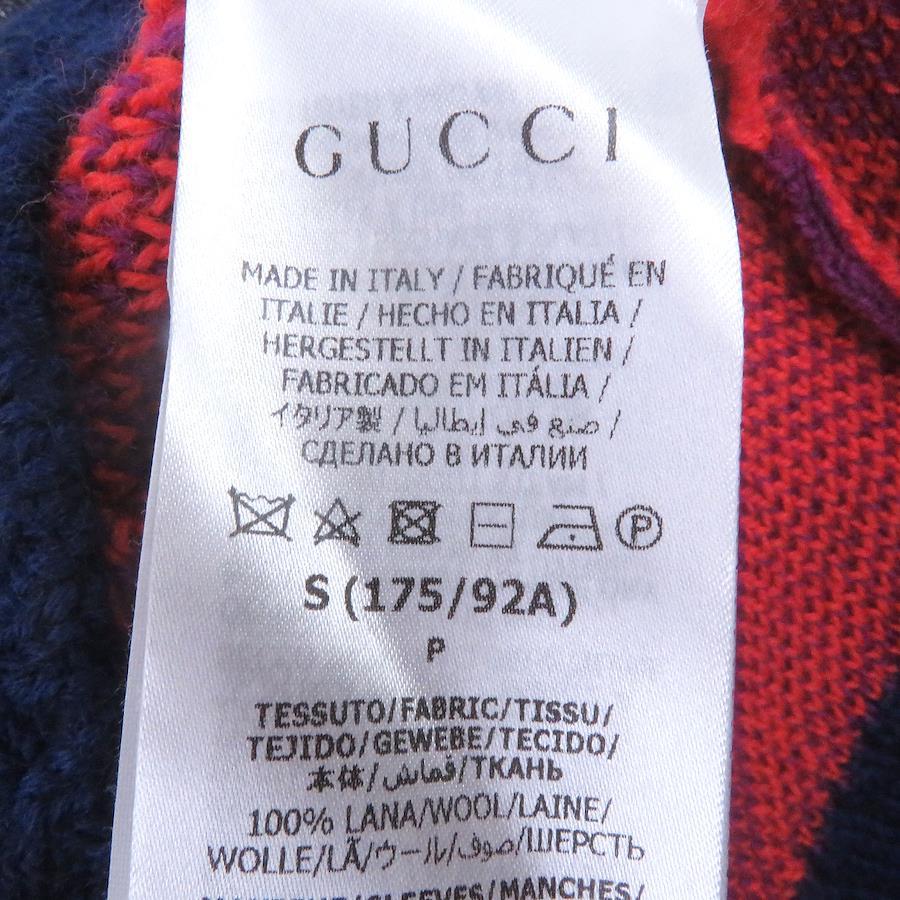 GUCCI
MADE IN ITALY / FABRIQUÉ EN
ITALIE / HECHO EN ITALIA /
HERGESTELLT IN ITALIEN /
FABRICADO EM ITÁLIA /
イタリア製 / صنع في إيطاليا /
СДЕЛАНО В ИТАЛИИ
P
S (175/92A)
P
TESSUTO/FABRIC/TISSU/
TEJIDO/GEWEBE/TECIDO/
本体/قماش/ТКАНЬ
100% LANA/WOOL/LAINE/
WOLLE/LÃ/ウール/صوف/ШЕРСТЬ
/SLEEVES/MANCHES/